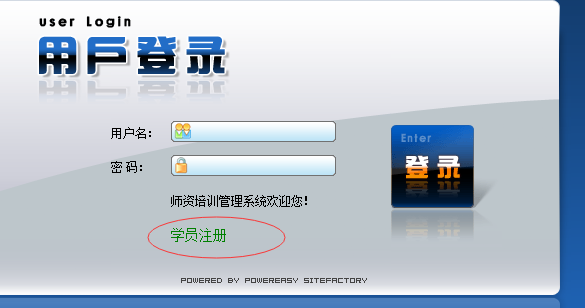 user Login
用户登录
用户名：
密 码：
Enter
登录
师资培训管理系统欢迎您！
学员注册
POWERED BY POWEREASY SITEFACTORY